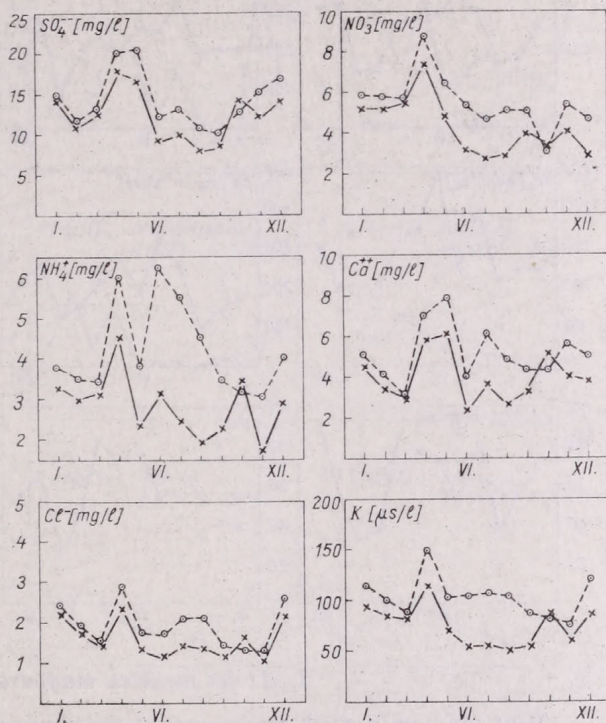 SO₄⁻⁻ [mg/ℓ]
25
20
15
10
5
I. VI. XII.
NO₃⁻ [mg/ℓ]
10
8
6
4
2
I. VI. XII.
NH₄⁺ [mg/ℓ]
6
5
4
3
2
I. VI. XII.
Ca⁺⁺ [mg/ℓ]
10
8
6
4
2
I. VI. XII.
Cℓ⁻ [mg/ℓ]
5
4
3
2
1
I. VI. XII.
K [µs/ℓ]
200
150
100
50
I. VI. XII.